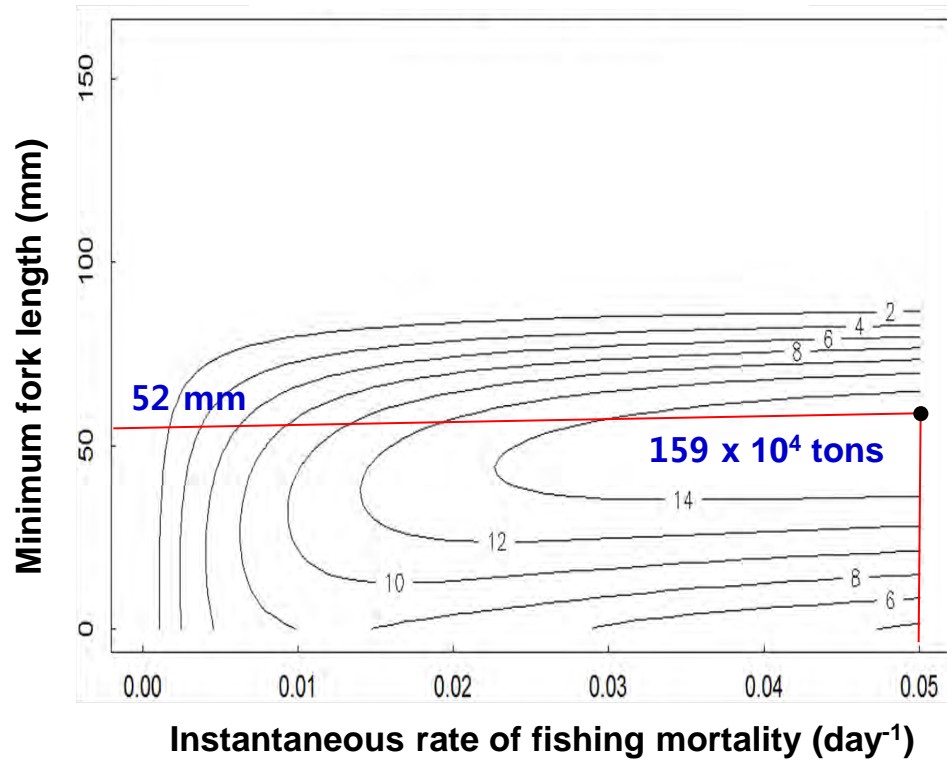 Minimum fork length (mm)
150
100
50
0
2
4
6
8
52 mm
159 x 10⁴ tons
14
12
10
8
6
0.00 0.01 0.02 0.03 0.04 0.05
Instantaneous rate of fishing mortality (day⁻¹)